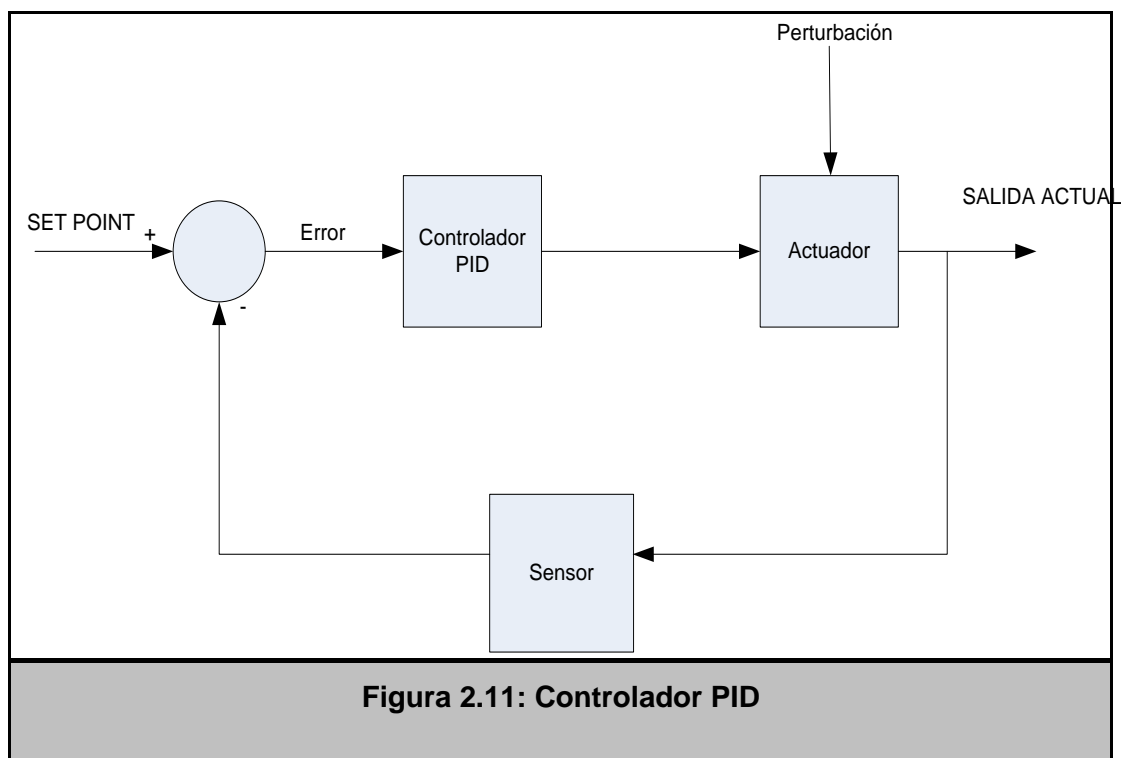 Perturbación
SALIDA ACTUAL
SET POINT
+
Error
Controlador
PID
Actuador
-
Sensor
Figura 2.11: Controlador PID